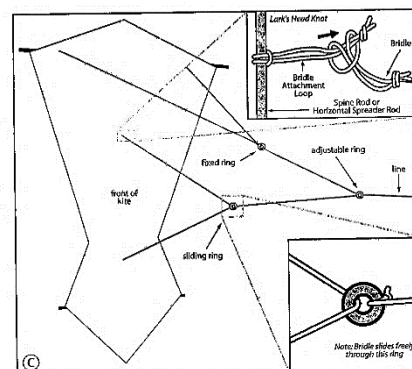 Lark's Head Knot
Bridle
Bridle
Attachment
Loop
Spine Rod or
Horizontal Spreader Rod
fixed ring
adjustable ring
line
front of
kite
sliding ring
Note: Bridle slides freely
through this ring
C